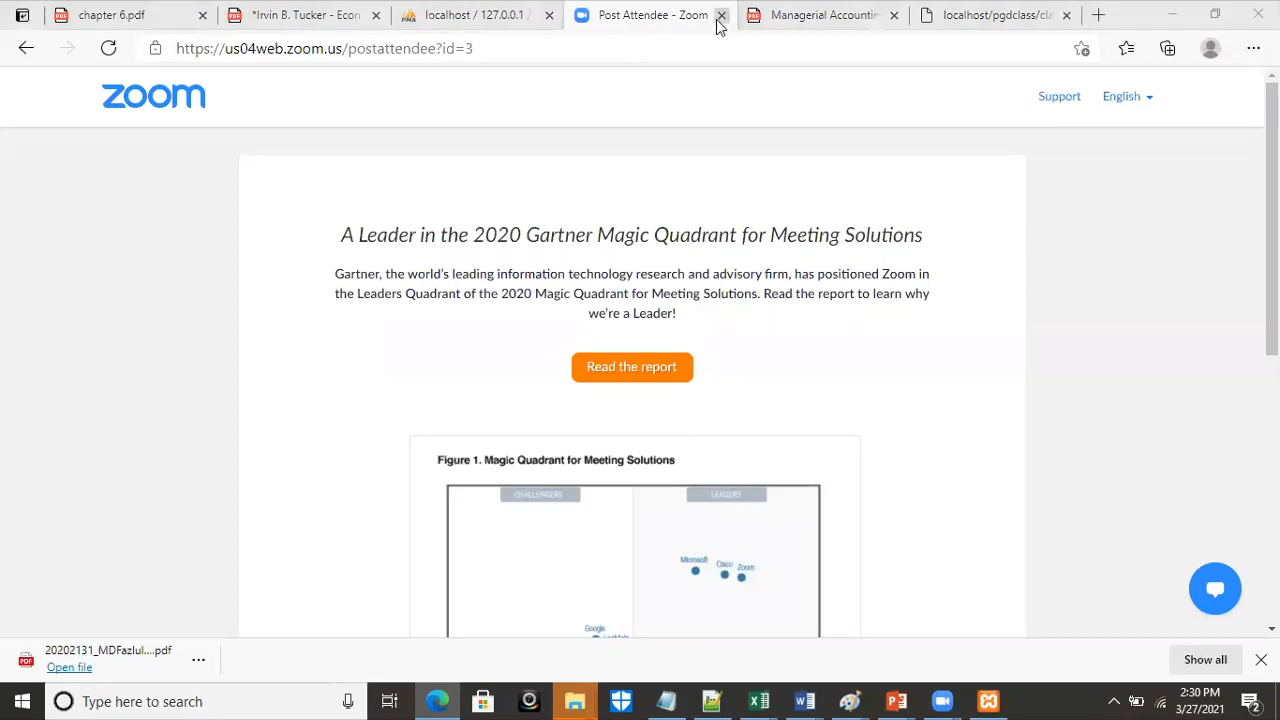 chapter 6.pdf
*Irvin B. Tucker - Econ
localhost / 127.0.0.1 /
Post Attendee - Zoom
Managerial Accountin
localhost/pgdclass/cla
https://us04web.zoom.us/postattendee?id=3
zoom
Support
English
A Leader in the 2020 Gartner Magic Quadrant for Meeting Solutions
Gartner, the world's leading information technology research and advisory firm, has positioned Zoom in
the Leaders Quadrant of the 2020 Magic Quadrant for Meeting Solutions. Read the report to learn why
we're a Leader!
Read the report
Figure 1. Magic Quadrant for Meeting Solutions
CHALLENGERS
LEADERS
Microsoft
Cisco
Zoom
Google
LogMeIn
20202131_MDFazlul....pdf
Open file
Show all
Type here to search
2:30 PM
3/27/2021
2